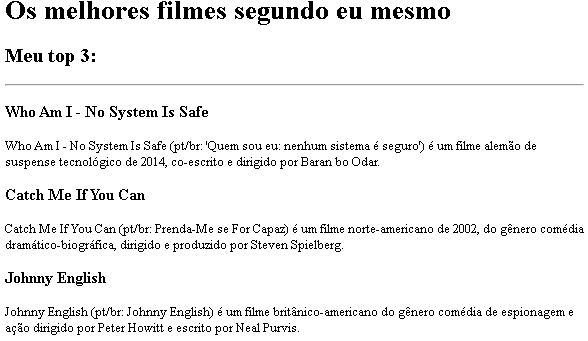 Os melhores filmes segundo eu mesmo
Meu top 3:
Who Am I - No System Is Safe
Who Am I - No System Is Safe (pt/br: 'Quem sou eu: nenhum sistema é seguro') é um filme alemão de
suspense tecnológico de 2014, co-escrito e dirigido por Baran bo Odar.
Catch Me If You Can
Catch Me If You Can (pt/br: Prenda-Me se For Capaz) é um filme norte-americano de 2002, do gênero comédia
dramático-biográfica, dirigido e produzido por Steven Spielberg.
Johnny English
Johnny English (pt/br: Johnny English) é um filme britânico-americano do gênero comédia de espionagem e
ação dirigido por Peter Howitt e escrito por Neal Purvis.